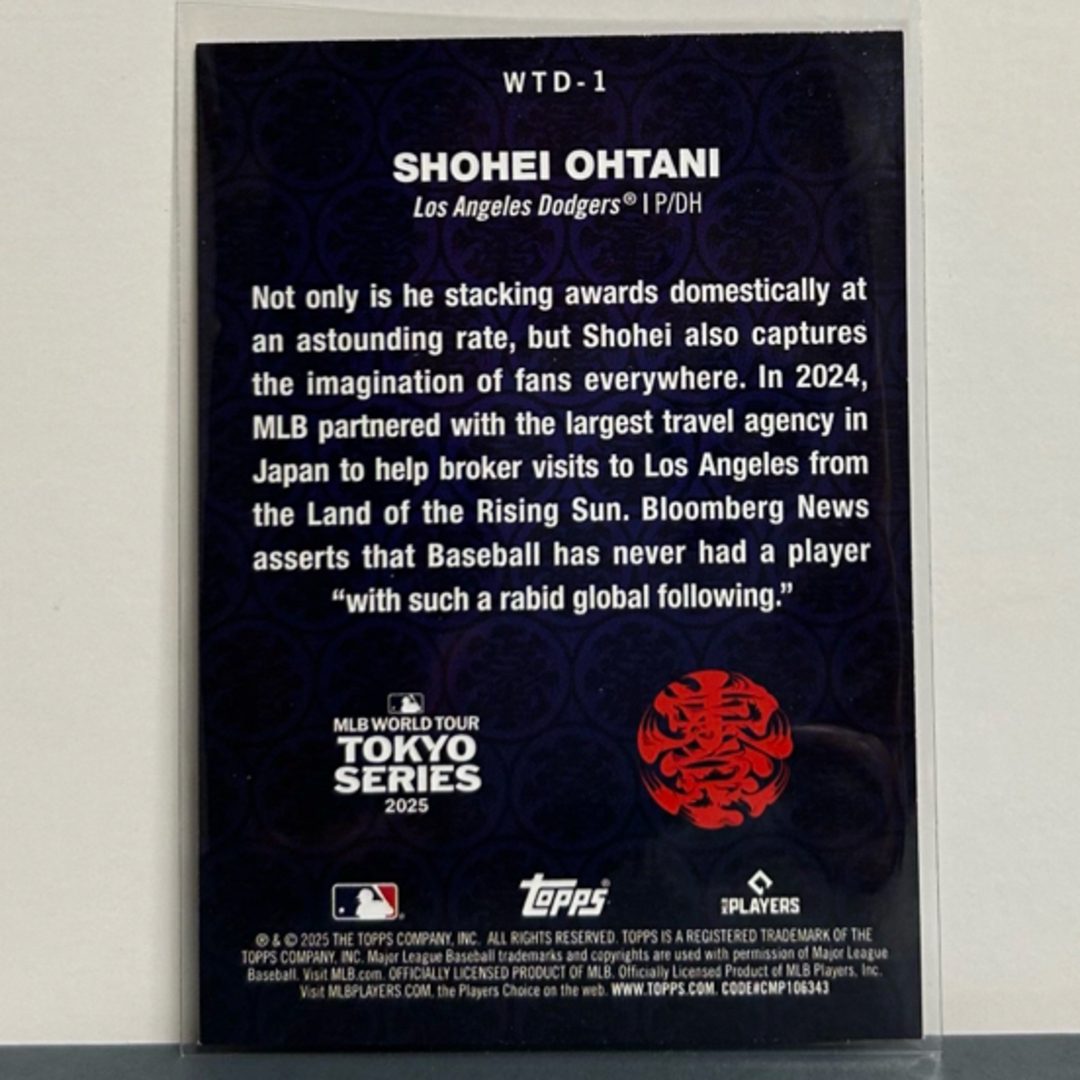 WTD-1
SHOHEI OHTANI
Los Angeles Dodgers® | P/DH
Not only is he stacking awards domestically at
an astounding rate, but Shohei also captures
the imagination of fans everywhere. In 2024,
MLB partnered with the largest travel agency in
Japan to help broker visits to Los Angeles from
the Land of the Rising Sun. Bloomberg News
asserts that Baseball has never had a player
“with such a rabid global following.”
MLB WORLD TOUR
TOKYO
SERIES
2025
Topps®
PLAYERS
® & © 2025 THE TOPPS COMPANY, INC. ALL RIGHTS RESERVED. TOPPS IS A REGISTERED TRADEMARK OF THE
TOPPS COMPANY, INC. Major League Baseball trademarks and copyrights are used with permission of Major League
Baseball. Visit MLB.com. OFFICIALLY LICENSED PRODUCT OF MLB. Officially Licensed Product of MLB Players, Inc.
Visit MLBPLAYERS.COM, the Players Choice on the web. WWW.TOPPS.COM. CODE#CMP106343